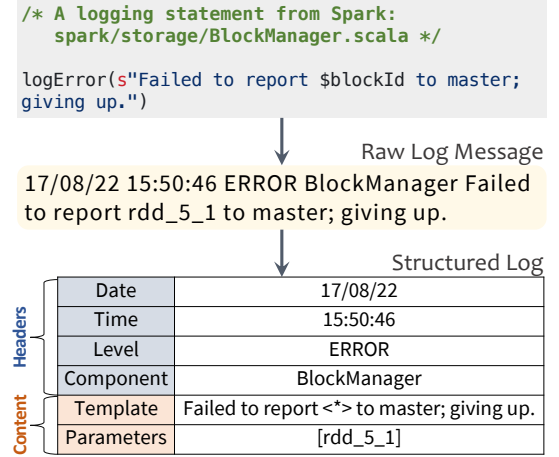 /* A logging statement from Spark:
spark/storage/BlockManager.scala */
logError(s"Failed to report $blockId to master;
giving up.")
Raw Log Message
17/08/22 15:50:46 ERROR BlockManager Failed
to report rdd_5_1 to master; giving up.
Structured Log
Headers
Date 17/08/22
Time 15:50:46
Level ERROR
Component BlockManager
Content
Template Failed to report <*> to master; giving up.
Parameters [rdd_5_1]